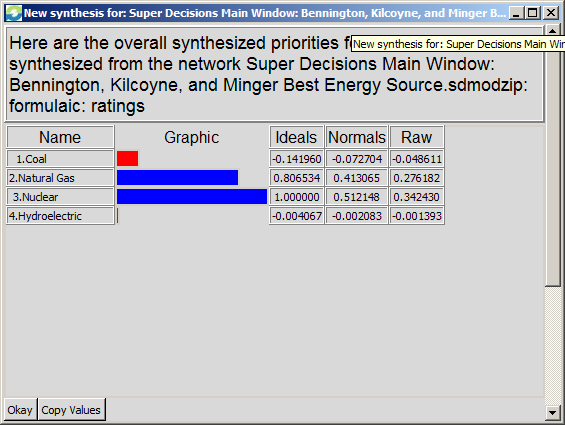 New synthesis for: Super Decisions Main Window: Bennington, Kilcoyne, and Minger B...
Here are the overall synthesized priorities f
New synthesis for: Super Decisions Main Win
synthesized from the network Super Decisions Main Window:
Bennington, Kilcoyne, and Minger Best Energy Source.sdmodzip:
formulaic: ratings
Name Graphic Ideals Normals Raw
1.Coal -0.141960 -0.072704 -0.048611
2.Natural Gas 0.806534 0.413065 0.276182
3.Nuclear 1.000000 0.512148 0.342430
4.Hydroelectric -0.004067 -0.002083 -0.001393
Okay Copy Values